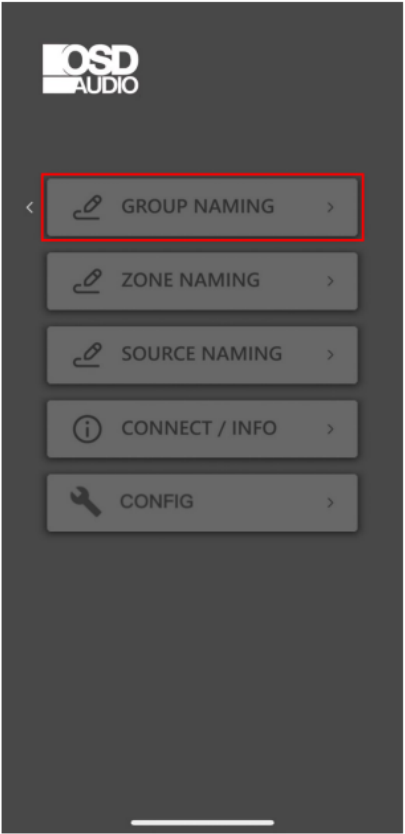 OSD
AUDIO
GROUP NAMING
ZONE NAMING
SOURCE NAMING
CONNECT / INFO
CONFIG